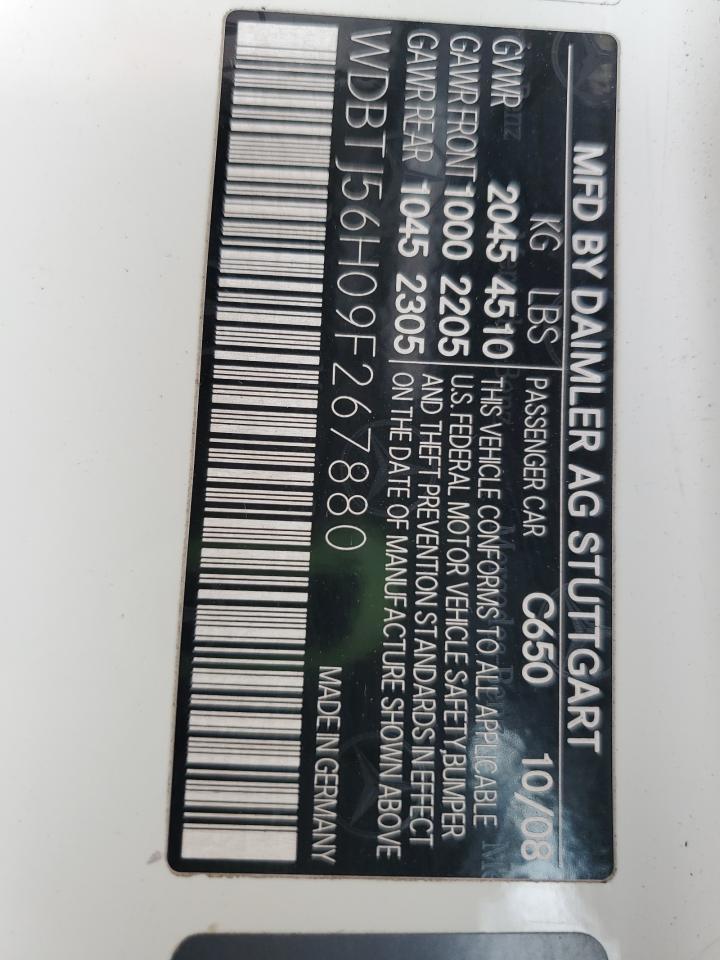 MFD BY DAIMLER AG STUTTGART
KG LBS PASSENGER CAR C650 10/08
GVWR 2045 4510 THIS VEHICLE CONFORMS TO ALL APPLICABLE
GAWR FRONT 1000 2205 U.S. FEDERAL MOTOR VEHICLE SAFETY,BUMPER
GAWR REAR 1045 2305 AND THEFT PREVENTION STANDARDS IN EFFECT
ON THE DATE OF MANUFACTURE SHOWN ABOVE
WDBTJ56H09F267880 MADE IN GERMANY